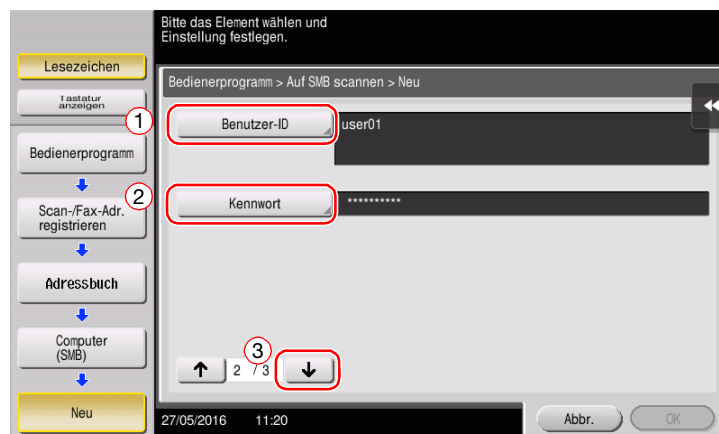 Bitte das Element wählen und
Einstellung festlegen.
Lesezeichen
Tastatur
anzeigen
Bedienerprogramm > Auf SMB scannen > Neu
1
Benutzer-ID
user01
Bedienerprogramm
2
Scan-/Fax-Adr.
registrieren
Kennwort
**********
Adressbuch
Computer
(SMB)
3
↑ 2 / 3 ↓
Neu
27/05/2016 11:20
Abbr.
OK